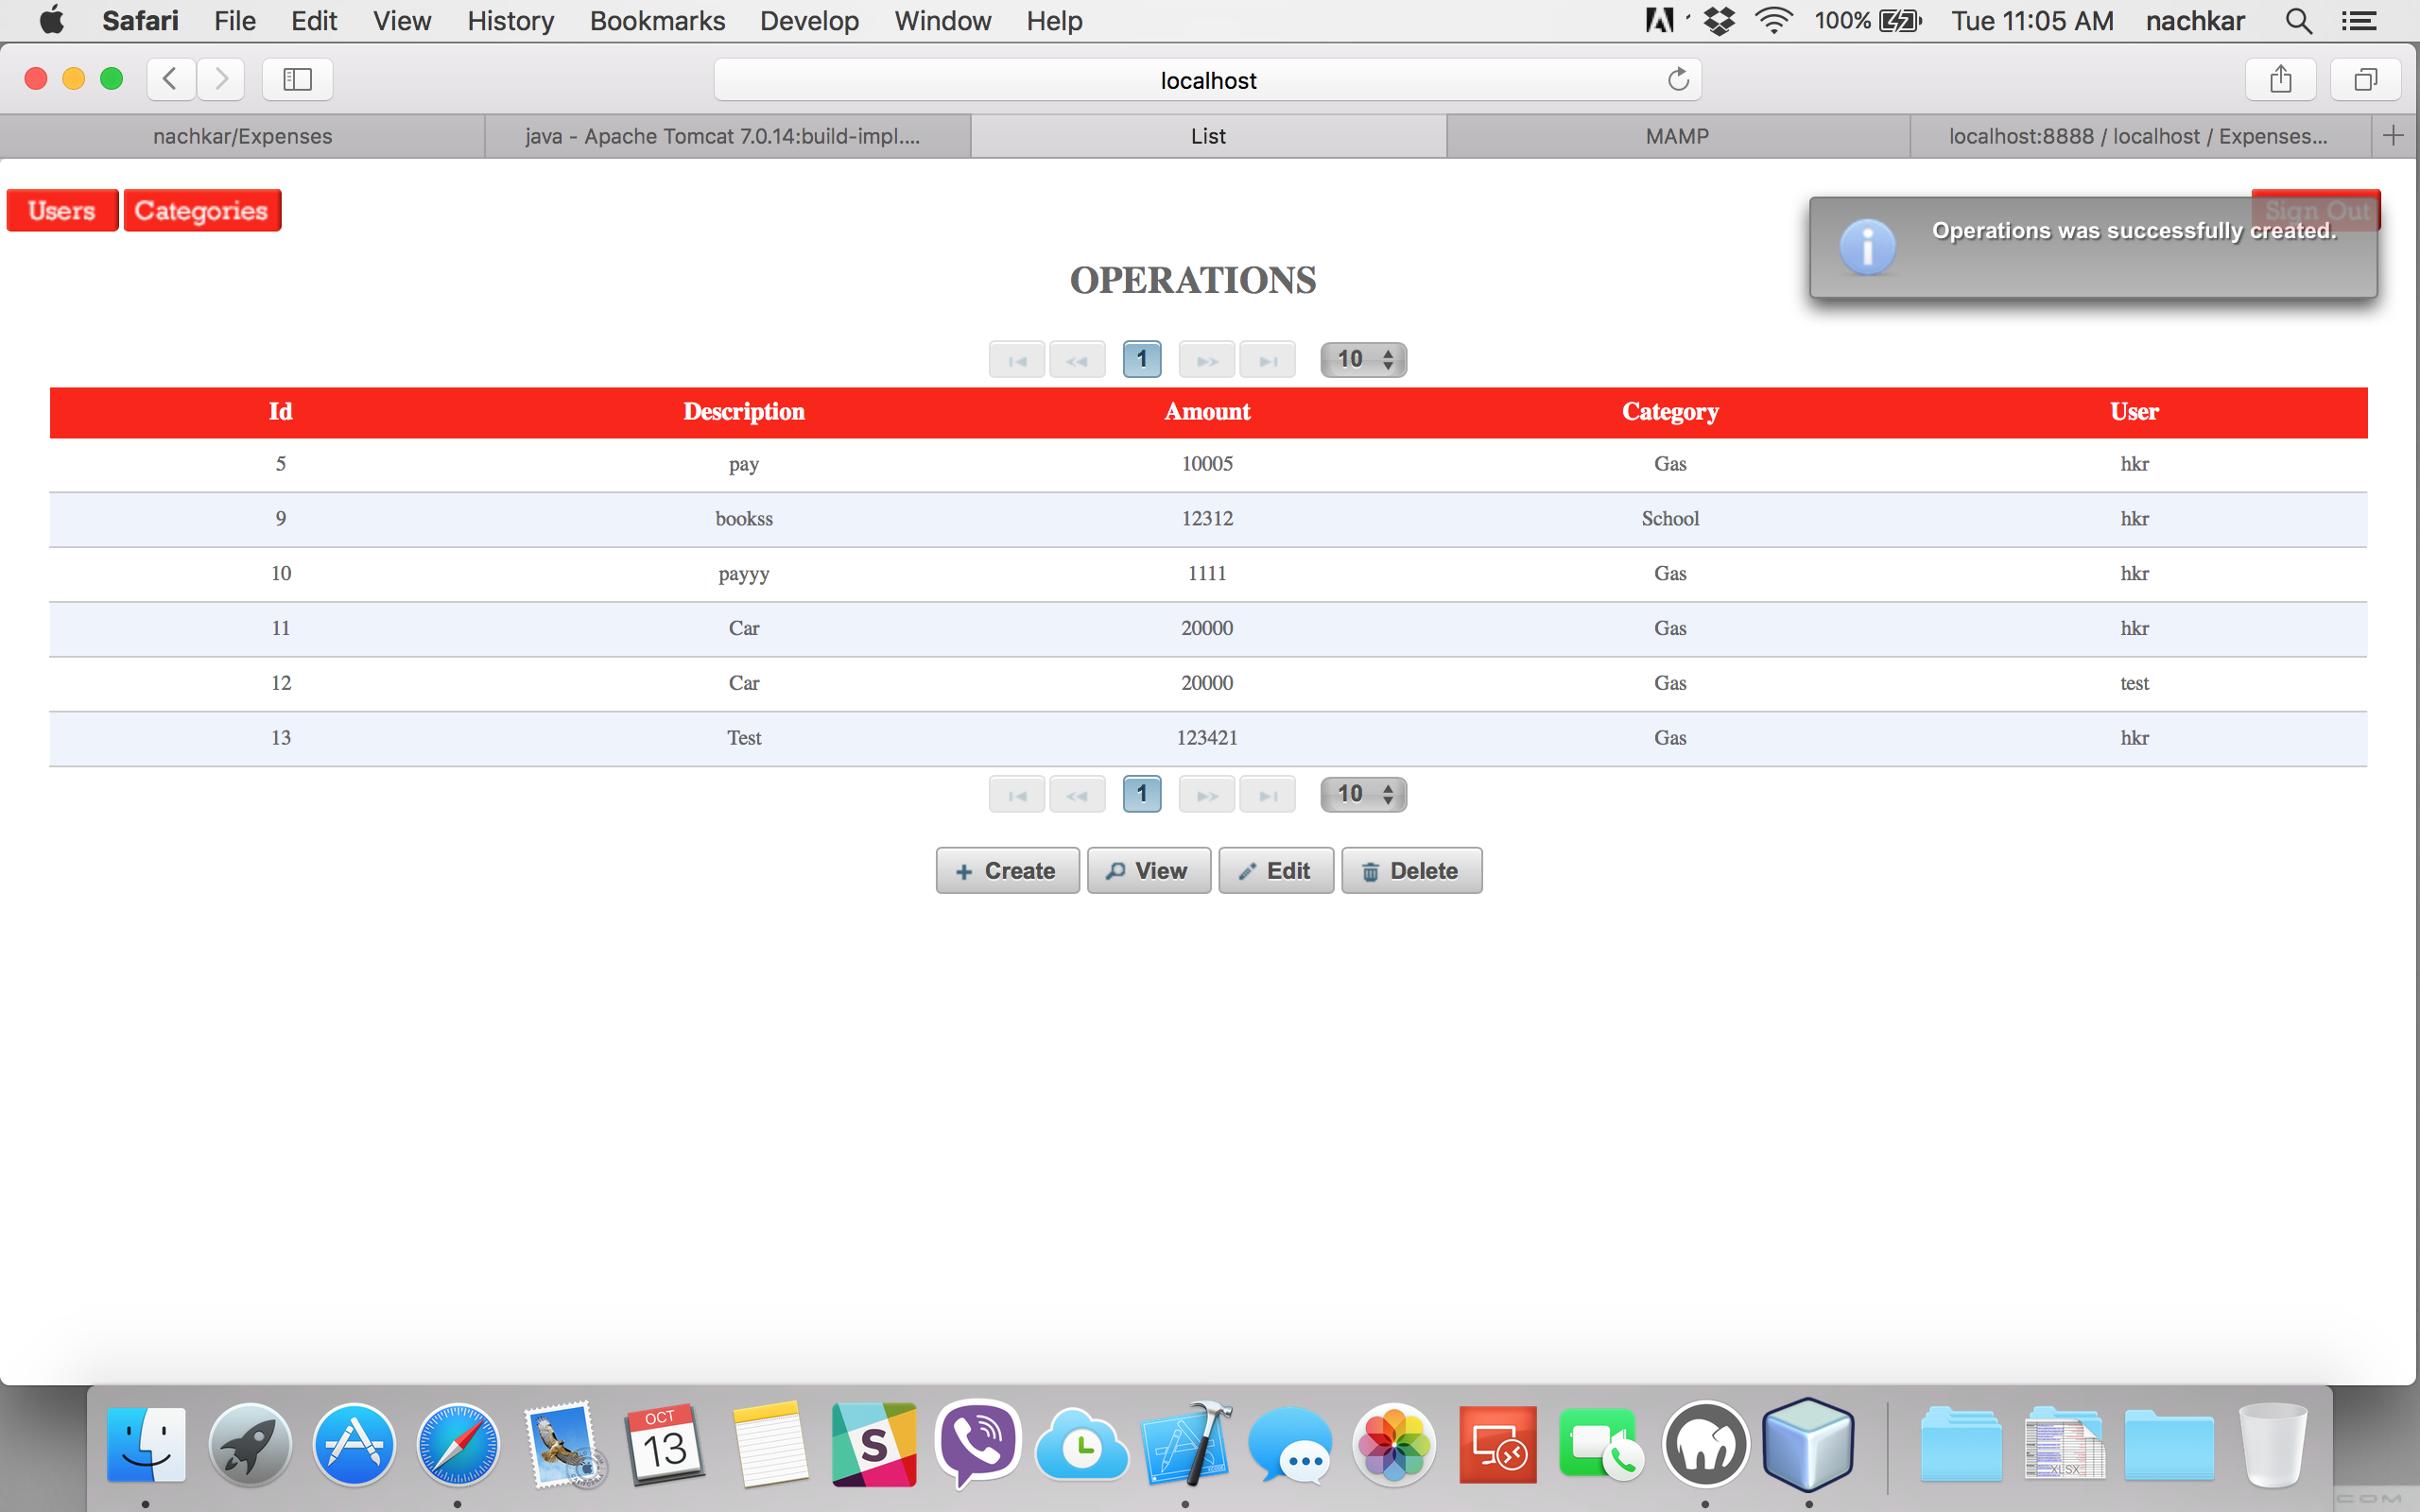 Safari File Edit View History Bookmarks Develop Window Help 100% Tue 11:05 AM nachkar
localhost
nachkar/Expenses java - Apache Tomcat 7.0.14:build-impl.... List MAMP localhost:8888 / localhost / Expenses...
Users Categories Sign Out
Operations was successfully created.
OPERATIONS
1 10
Id Description Amount Category User
5 pay 10005 Gas hkr
9 bookss 12312 School hkr
10 payyy 1111 Gas hkr
11 Car 20000 Gas hkr
12 Car 20000 Gas test
13 Test 123421 Gas hkr
1 10
Create View Edit Delete
OCT
13
S
XLSX
COM